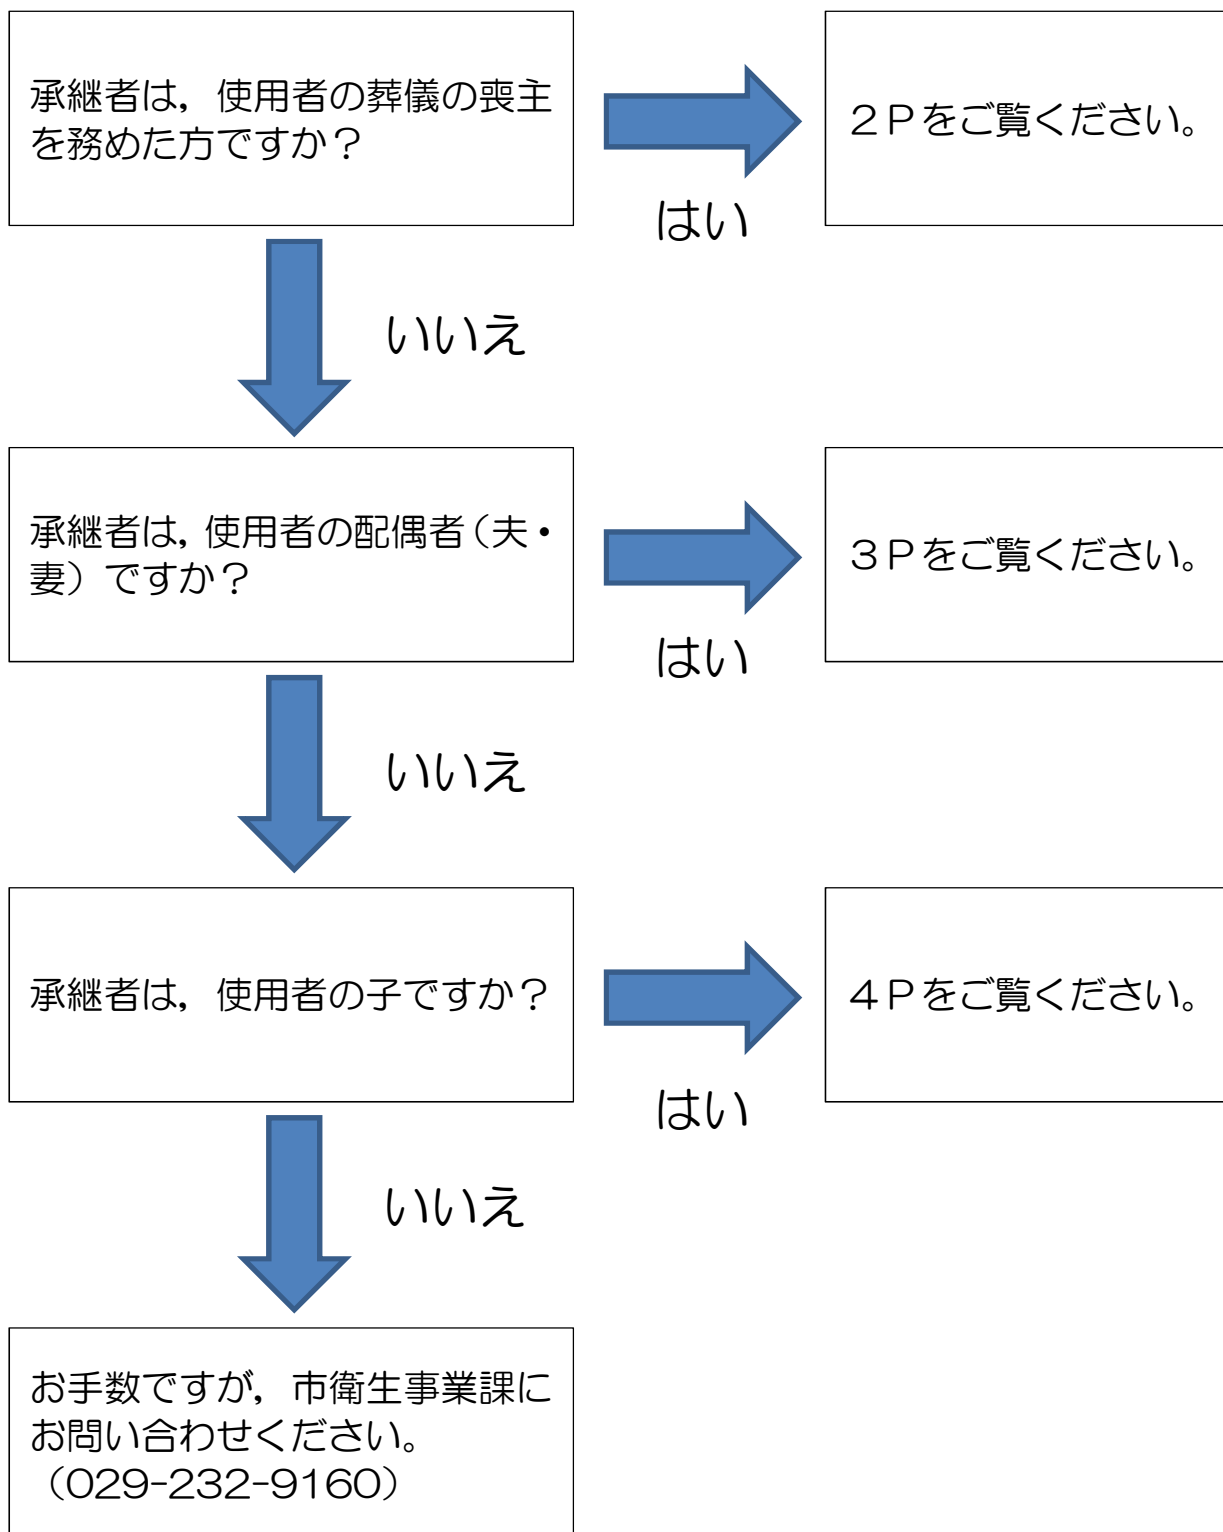 承継者は，使用者の葬儀の喪主
を務めた方ですか？
はい
２Ｐをご覧ください。
いいえ
承継者は，使用者の配偶者（夫・
妻）ですか？
はい
３Ｐをご覧ください。
いいえ
承継者は，使用者の子ですか？
はい
４Ｐをご覧ください。
いいえ
お手数ですが，市衛生事業課に
お問い合わせください。
（029-232-9160）